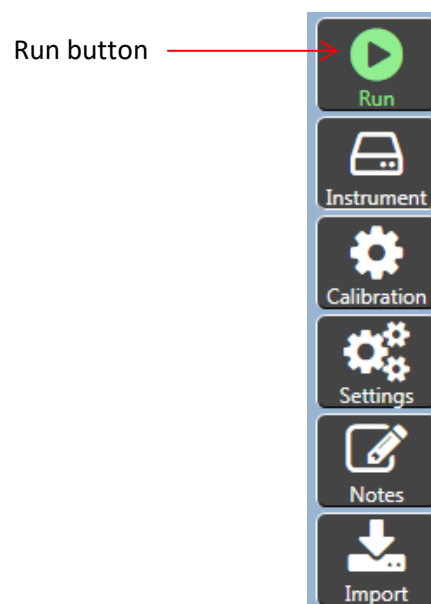 Run button
Run
Instrument
Calibration
Settings
Notes
Import